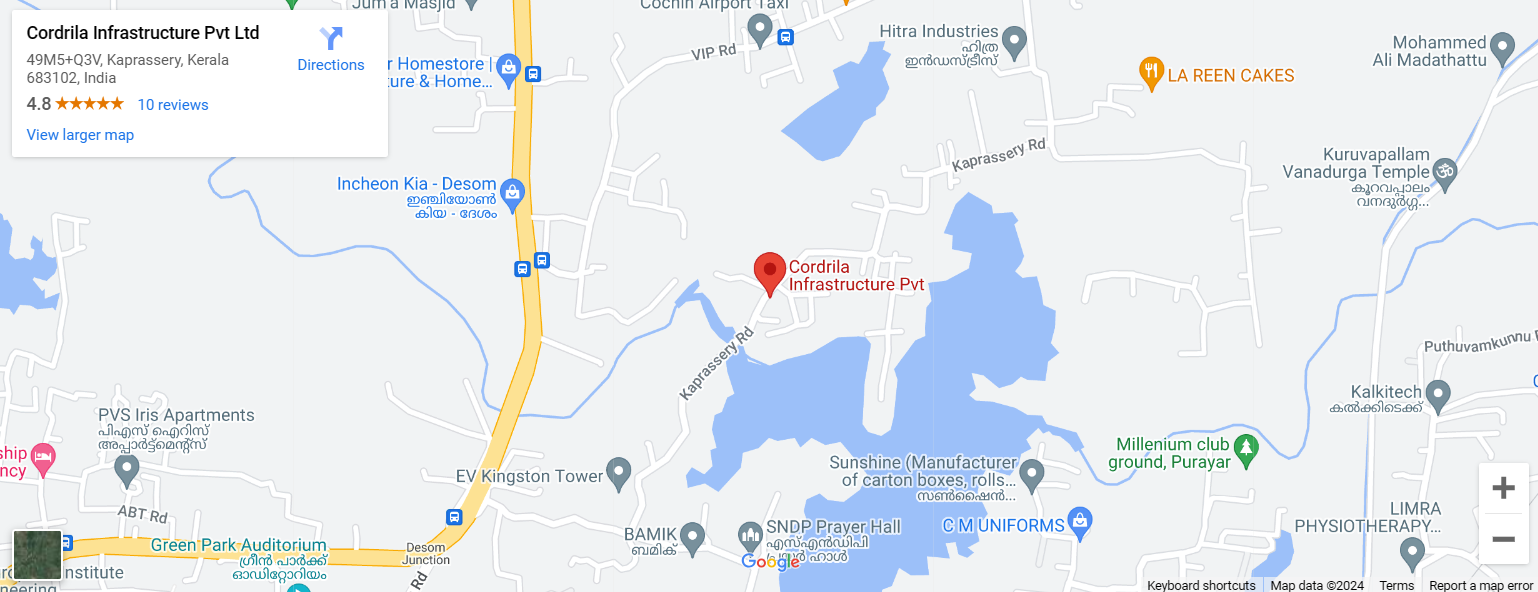 Jum'a Masjid
Cochin Airport Taxi
Cordrila Infrastructure Pvt Ltd
49M5+Q3V, Kaprassery, Kerala
683102, India
Directions
4.8
10 reviews
View larger map
r Homestore |
ture & Home...
VIP Rd
Hitra Industries
ഹിത്ര
ഇൻഡസ്ട്രീസ്
LA REEN CAKES
Mohammed
Ali Madathattu
Kaprassery Rd
Kuruvapallam
Vanadurga Temple
കുറവപ്പാലം
വനദുർഗ്ഗ...
Incheon Kia - Desom
ഇഞ്ചിയോൺ
കിയ - ദേശം
Cordrila
Infrastructure Pvt
Kaprassery Rd
Puthuvamkunnu R
Kalkitech
കൽക്കിടെക്ക്
PVS Iris Apartments
പിഎസ് ഐറിസ്
അപ്പാർട്ട്മെന്റ്സ്
ship
ncy
Millenium club
ground, Purayar
EV Kingston Tower
Sunshine (Manufacturer
of carton boxes, rolls...
സൺഷൈൻ...
ABT Rd
BAMIK
ബമിക്
SNDP Prayer Hall
എസ്എൻഡിപി
പ്രയർ ഹാൾ
C M UNIFORMS
LIMRA
PHYSIOTHERAPY...
Green Park Auditorium
ഗ്രീൻ പാർക്ക്
ഓഡിറ്റോറിയം
Desom
Junction
Rd
stitute
neering
Google
Keyboard shortcuts
Map data ©2024
Terms
Report a map error